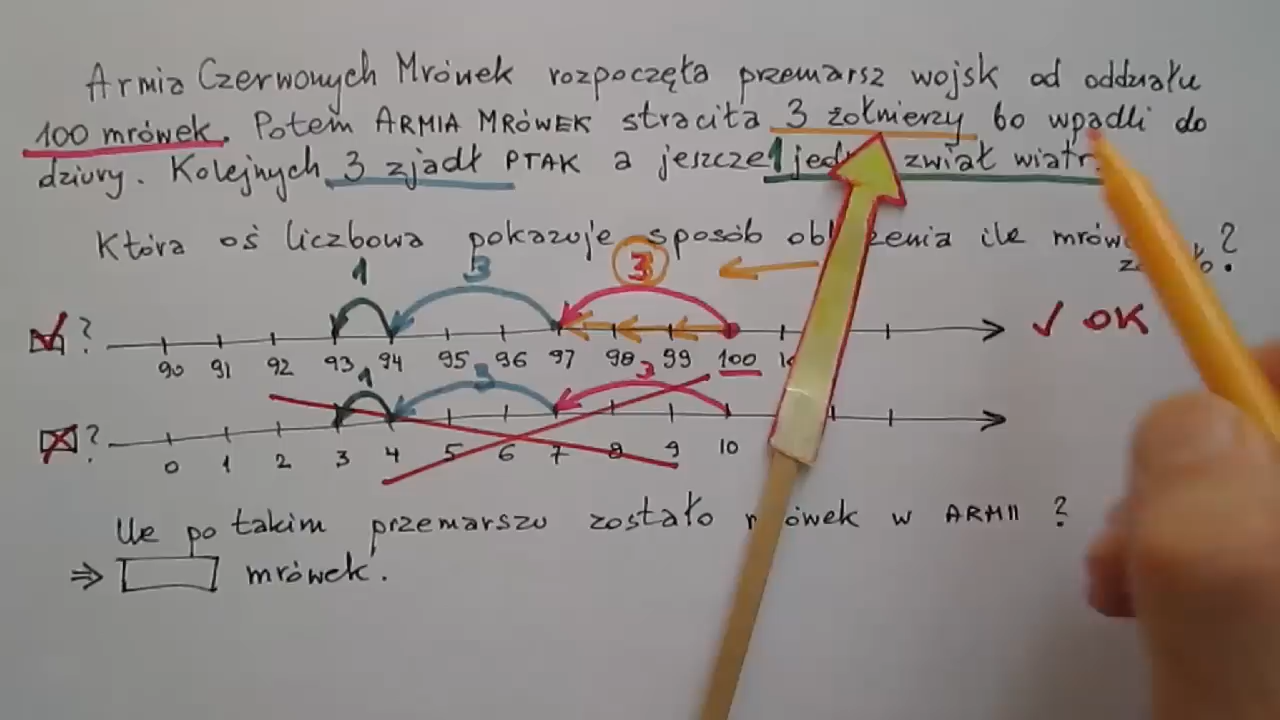 Armia Czerwonych Mrówek rozpoczęła przemarsz wojsk od oddziału
100 mrówek. Potem ARMIA MRÓWEK straciła 3 żołnierzy bo wpadli do
dziury. Kolejnych 3 zjadł PTAK a jeszcze 1 zwiał wiatr.
Która oś liczbowa pokazuje sposób ile ?
1 3 3
? ✓ OK
90 91 92 93 94 95 96 97 98 99 100
1 3 3
?
0 1 2 3 4 5 6 7 8 9 10
Ile po takim przemarszu zostało w ARMII ?
⇒ mrówek.